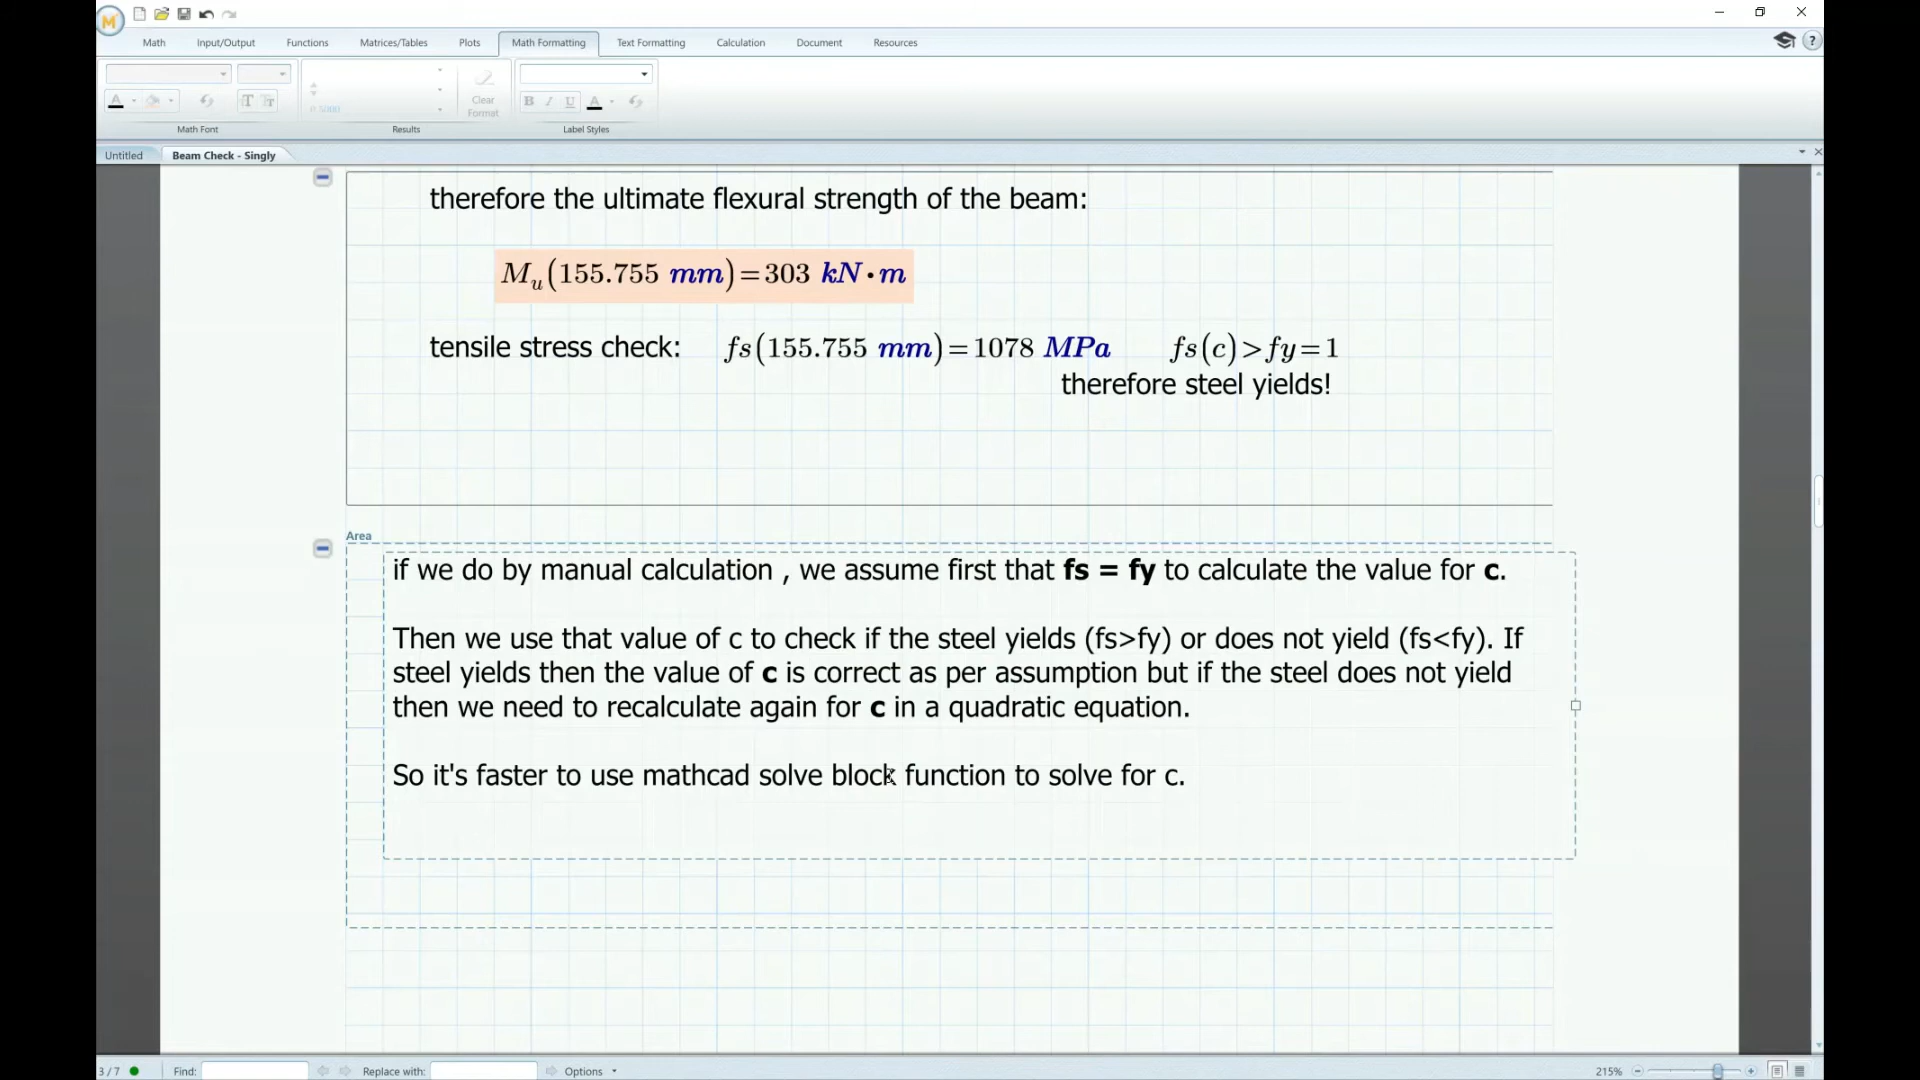 Math
Input/Output
Functions
Matrices/Tables
Plots
Math Formatting
Text Formatting
Calculation
Document
Resources
0.5000
Clear
Format
B I U A
Math Font
Results
Label Styles
Untitled
Beam Check - Singly
therefore the ultimate flexural strength of the beam:
Mu(155.755 mm)=303 kN·m
tensile stress check: fs(155.755 mm)=1078 MPa fs(c)>fy=1
therefore steel yields!
Area
if we do by manual calculation , we assume first that fs = fy to calculate the value for c.
Then we use that value of c to check if the steel yields (fs>fy) or does not yield (fs<fy). If
steel yields then the value of c is correct as per assumption but if the steel does not yield
then we need to recalculate again for c in a quadratic equation.
So it's faster to use mathcad solve block function to solve for c.
3 / 7
Find:
Replace with:
Options
215%